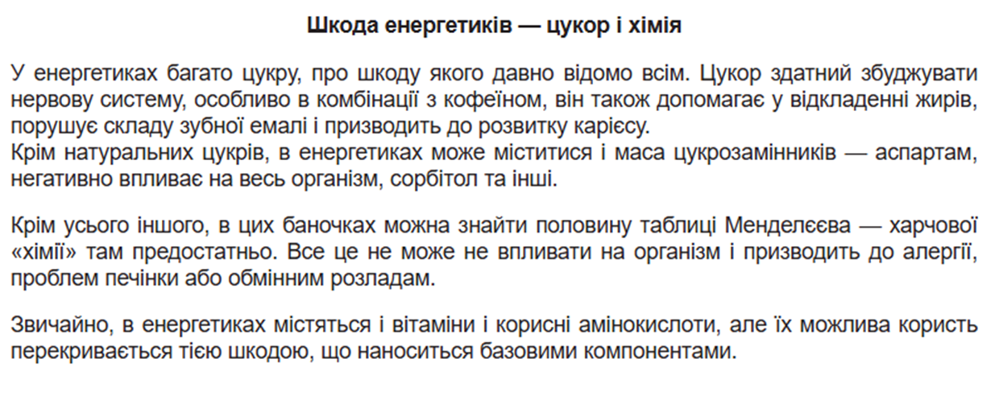 Шкода енергетиків — цукор і хімія
У енергетиках багато цукру, про шкоду якого давно відомо всім. Цукор здатний збуджувати
нервову систему, особливо в комбінації з кофеїном, він також допомагає у відкладенні жирів,
порушує складу зубної емалі і призводить до розвитку карієсу.
Крім натуральних цукрів, в енергетиках може міститися і маса цукрозамінників — аспартам,
негативно впливає на весь організм, сорбітол та інші.
Крім усього іншого, в цих баночках можна знайти половину таблиці Менделєєва — харчової
«хімії» там предостатньо. Все це не може не впливати на організм і призводить до алергії,
проблем печінки або обмінним розладам.
Звичайно, в енергетиках містяться і вітаміни і корисні амінокислоти, але їх можлива користь
перекривається тією шкодою, що наноситься базовими компонентами.